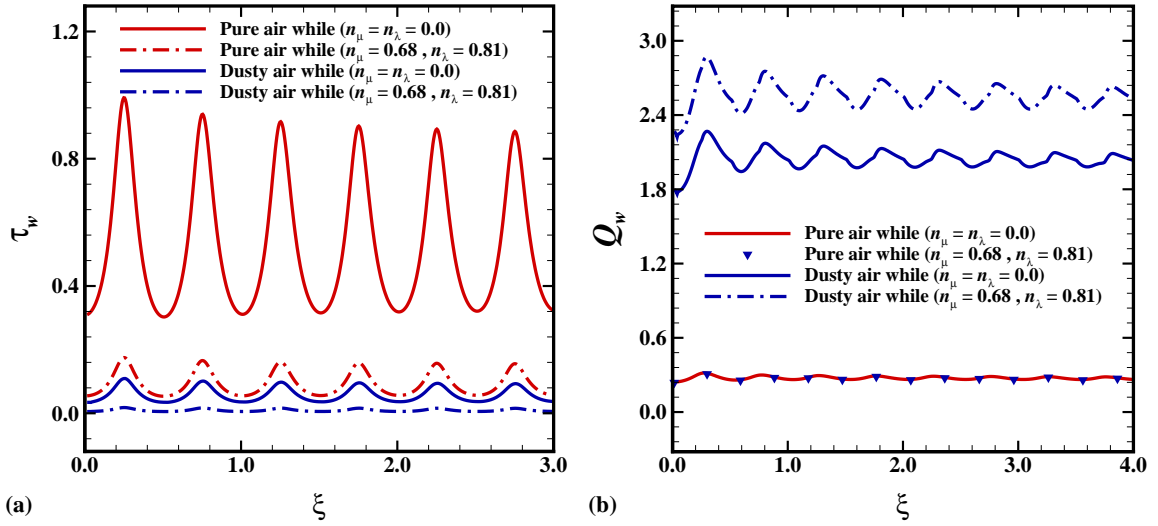 1.2
Pure air while (nμ = nλ = 0.0)
Pure air while (nμ = 0.68 , nλ = 0.81)
Dusty air while (nμ = nλ = 0.0)
Dusty air while (nμ = 0.68 , nλ = 0.81)
0.8
τw
0.4
0.0
0.0 1.0 2.0 3.0
(a) ξ
3.0
2.4
1.8
Qw
Pure air while (nμ = nλ = 0.0)
Pure air while (nμ = 0.68 , nλ = 0.81)
Dusty air while (nμ = nλ = 0.0)
Dusty air while (nμ = 0.68 , nλ = 0.81)
1.2
0.6
0.0
0.0 1.0 2.0 3.0 4.0
(b) ξ